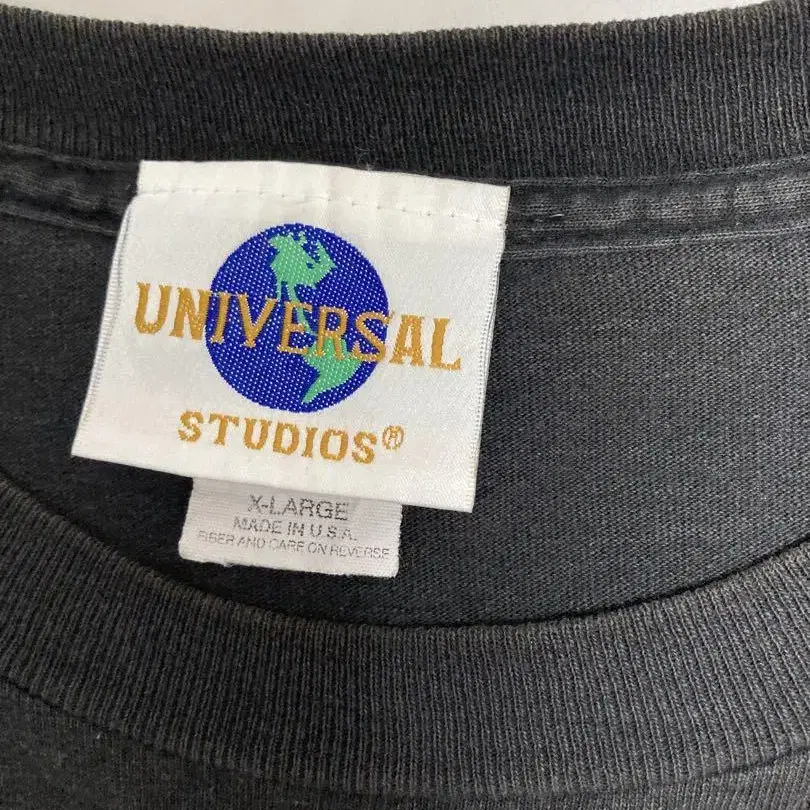 UNIVERSAL
STUDIOS®
X-LARGE
MADE IN U.S.A.
FIBER AND CARE ON REVERSE